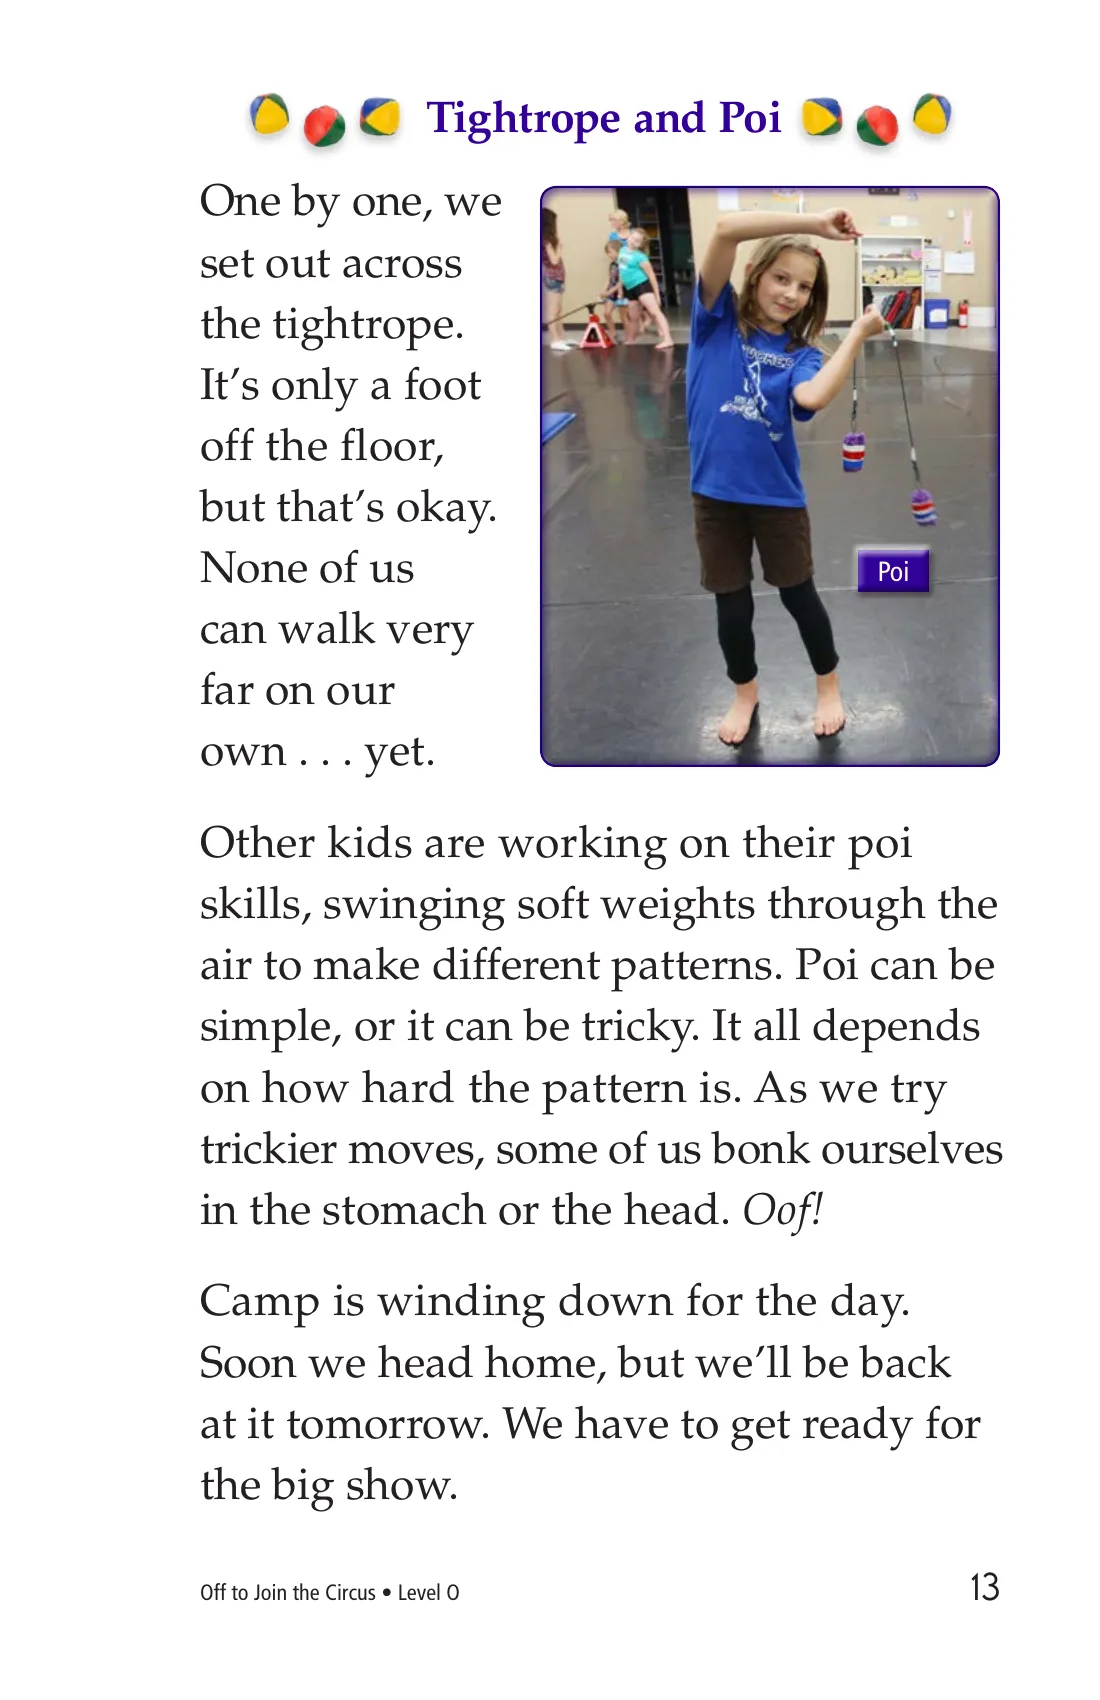 Tightrope and Poi
One by one, we
set out across
the tightrope.
It’s only a foot
off the floor,
but that’s okay.
None of us
can walk very
far on our
own . . . yet.
Poi
Other kids are working on their poi
skills, swinging soft weights through the
air to make different patterns. Poi can be
simple, or it can be tricky. It all depends
on how hard the pattern is. As we try
trickier moves, some of us bonk ourselves
in the stomach or the head. Oof!
Camp is winding down for the day.
Soon we head home, but we’ll be back
at it tomorrow. We have to get ready for
the big show.
Off to Join the Circus • Level O
13